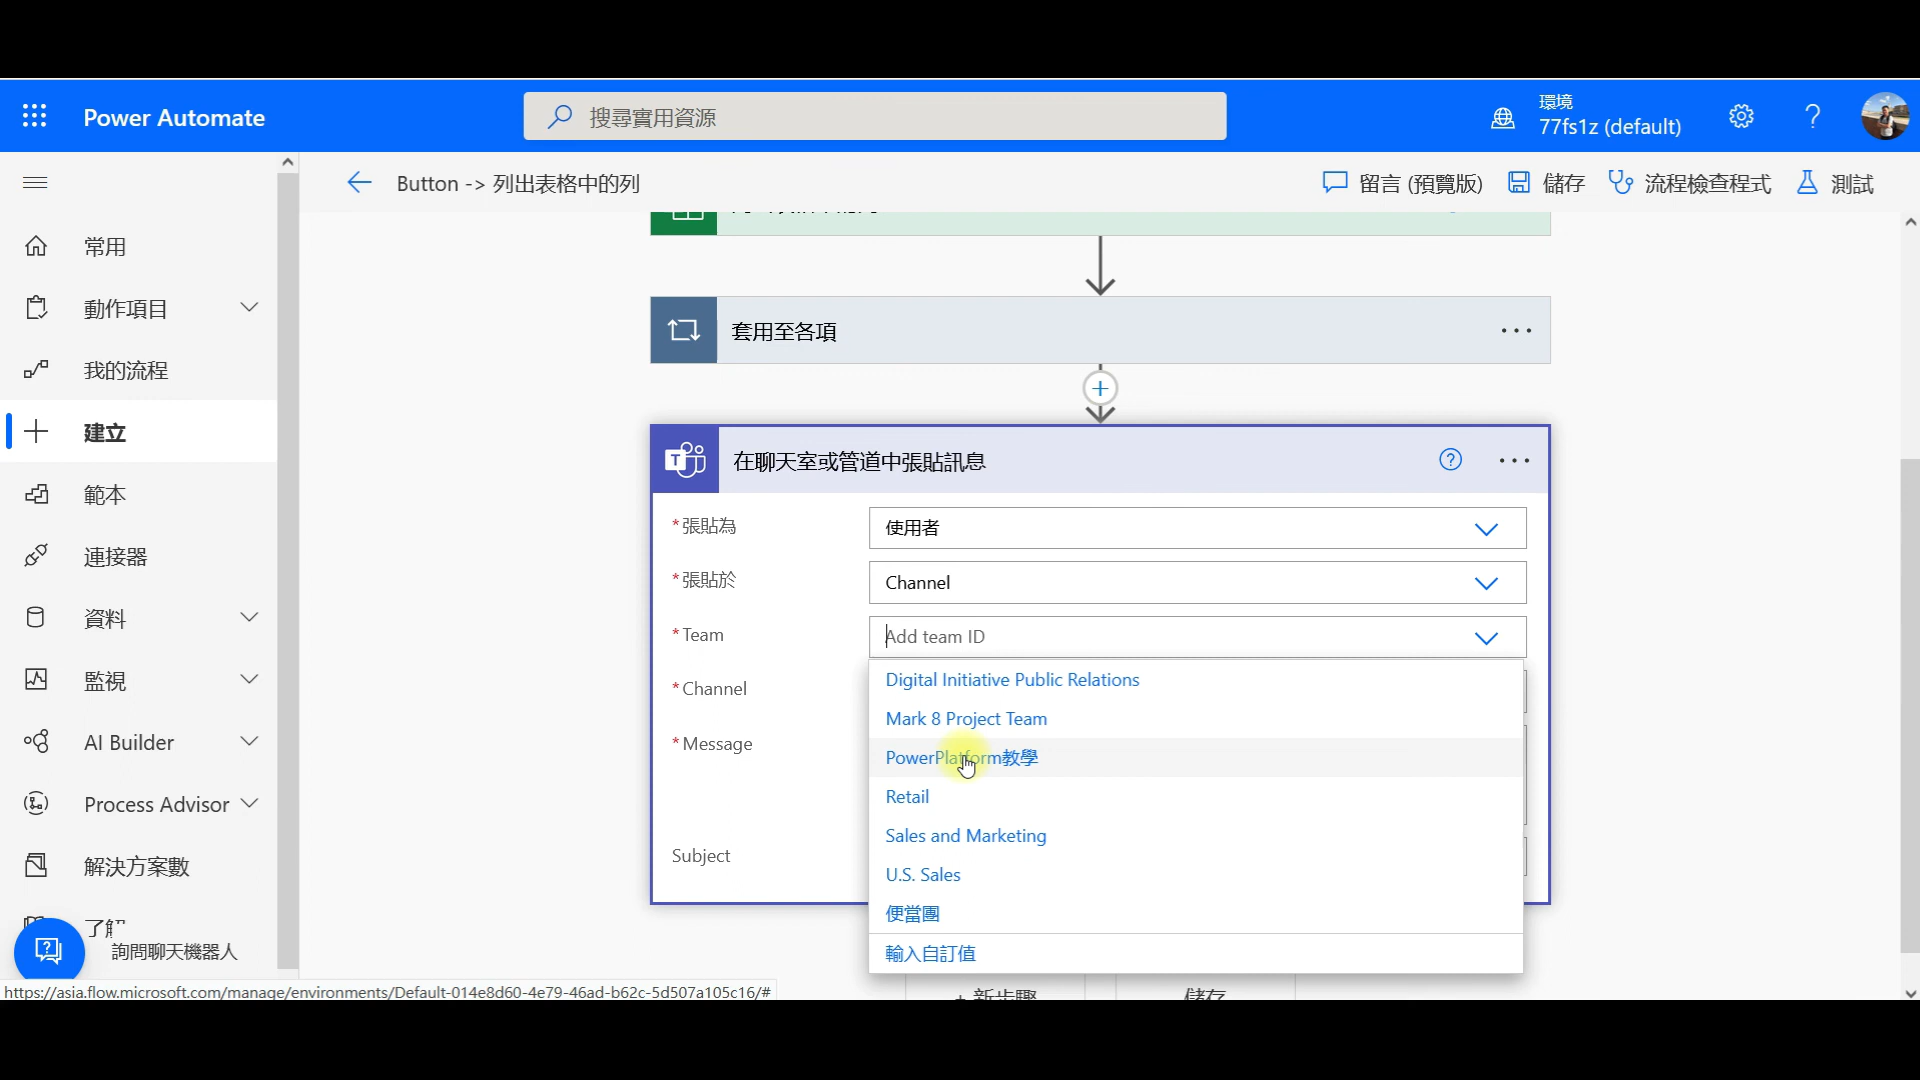 Power Automate
搜尋實用資源
環境
77fs1z (default)
Button -> 列出表格中的列
留言 (預覽版)
儲存
流程檢查程式
測試
常用
動作項目
我的流程
建立
範本
連接器
資料
監視
AI Builder
Process Advisor
解決方案數
了解
詢問聊天機器人
套用至各項
在聊天室或管道中張貼訊息
*張貼為
使用者
*張貼於
Channel
*Team
Add team ID
*Channel
*Message
Subject
Digital Initiative Public Relations
Mark 8 Project Team
PowerPlatform教學
Retail
Sales and Marketing
U.S. Sales
便當團
輸入自訂值
+ 新步驟
儲存
https://asia.flow.microsoft.com/manage/environments/Default-014e8d60-4e79-46ad-b62c-5d507a105c16/#